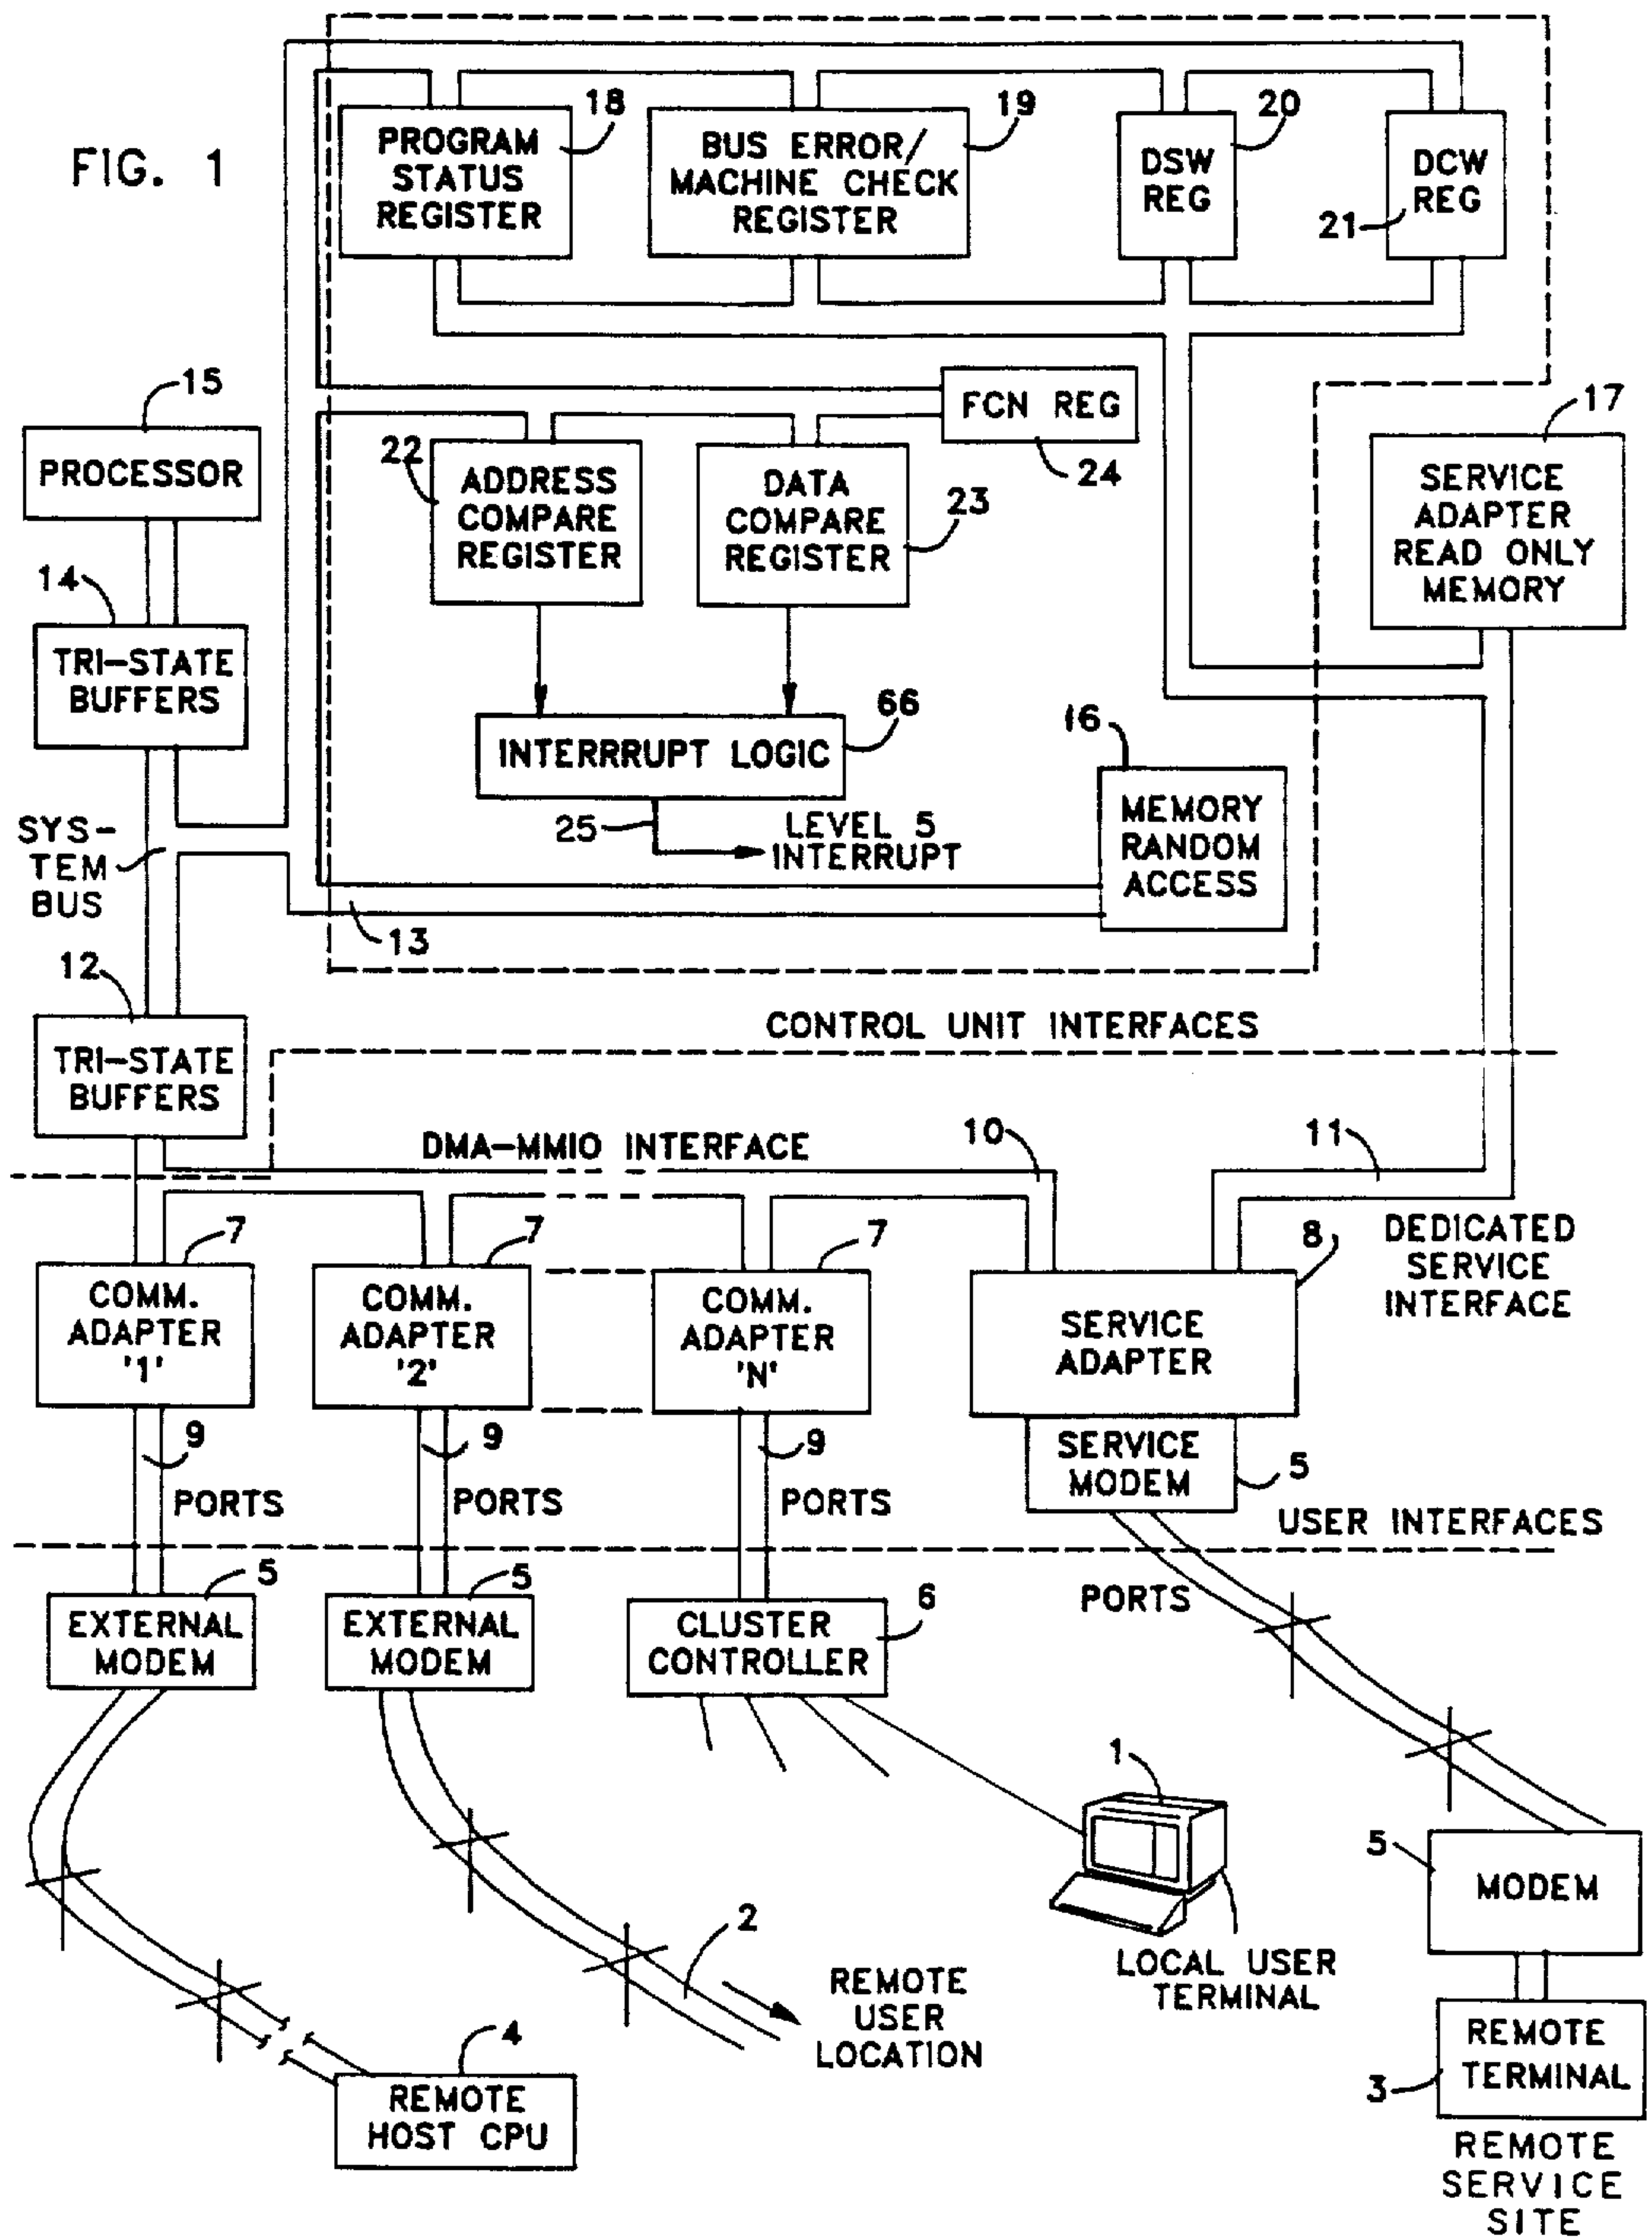 FIG. 1
18
PROGRAM
STATUS
REGISTER
19
BUS ERROR/
MACHINE CHECK
REGISTER
20
DSW
REG
DCW
REG
21
15
PROCESSOR
FCN REG
24
17
SERVICE
ADAPTER
READ ONLY
MEMORY
22
ADDRESS
COMPARE
REGISTER
DATA
COMPARE
REGISTER
23
14
TRI-STATE
BUFFERS
66
INTERRRUPT LOGIC
25
LEVEL 5
INTERRUPT
16
MEMORY
RANDOM
ACCESS
SYS-
TEM
BUS
13
12
TRI-STATE
BUFFERS
CONTROL UNIT INTERFACES
DMA-MMIO INTERFACE
10
11
DEDICATED
SERVICE
INTERFACE
7
COMM.
ADAPTER
'1'
7
COMM.
ADAPTER
'2'
7
COMM.
ADAPTER
'N'
8
SERVICE
ADAPTER
9
PORTS
9
PORTS
9
PORTS
SERVICE
MODEM
5
USER INTERFACES
5
EXTERNAL
MODEM
5
EXTERNAL
MODEM
6
CLUSTER
CONTROLLER
PORTS
1
LOCAL USER
TERMINAL
5
MODEM
2
REMOTE
USER
LOCATION
4
REMOTE
HOST CPU
3
REMOTE
TERMINAL
REMOTE
SERVICE
SITE